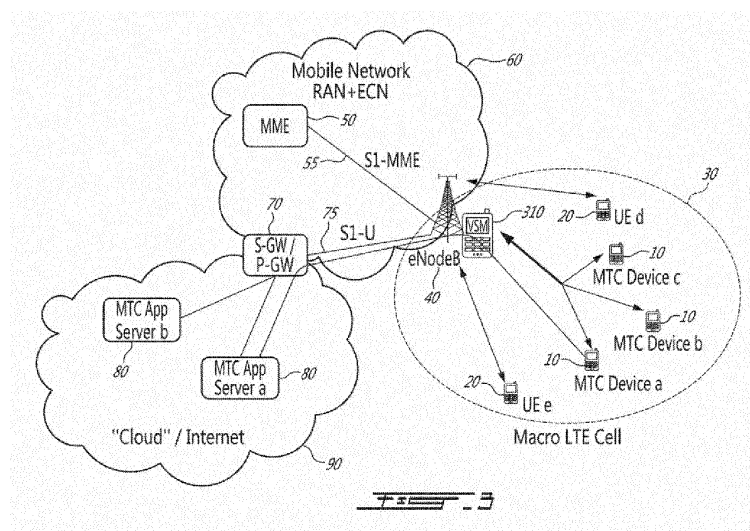 Mobile Network
RAN+ECN
60
MME
50
55
S1-MME
30
70
75
S1-U
S-GW /
P-GW
VSM
310
eNodeB
40
20
UE d
10
MTC Device c
10
MTC Device b
10
MTC Device a
20
UE e
Macro LTE Cell
MTC App
Server b
80
MTC App
Server a
80
"Cloud" / Internet
90
Fig. 3